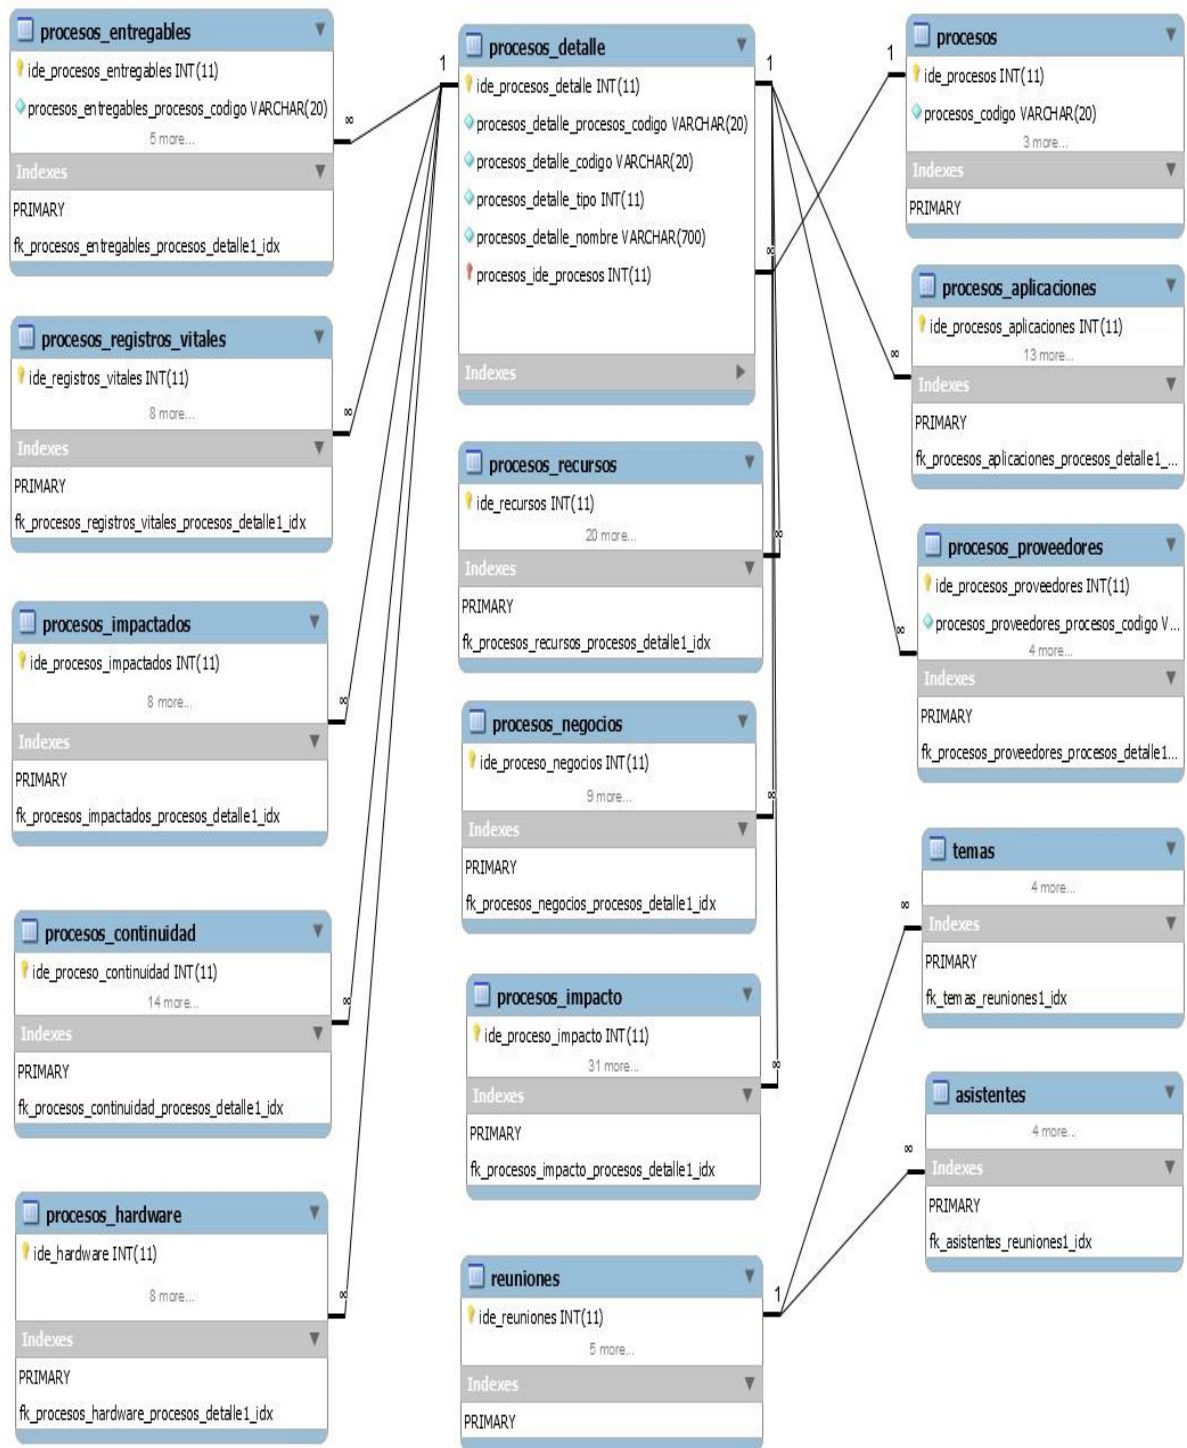 procesos_entregables
ide_procesos_entregables INT(11)
procesos_entregables_procesos_codigo VARCHAR(20)
5 more...
Indexes
PRIMARY
fk_procesos_entregables_procesos_detalle1_idx
∞
procesos_registros_vitales
ide_registros_vitales INT(11)
8 more...
Indexes
PRIMARY
fk_procesos_registros_vitales_procesos_detalle1_idx
∞
procesos_impactados
ide_procesos_impactados INT(11)
8 more...
Indexes
PRIMARY
fk_procesos_impactados_procesos_detalle1_idx
∞
procesos_continuidad
ide_proceso_continuidad INT(11)
14 more...
Indexes
PRIMARY
fk_procesos_continuidad_procesos_detalle1_idx
∞
procesos_hardware
ide_hardware INT(11)
8 more...
Indexes
PRIMARY
fk_procesos_hardware_procesos_detalle1_idx
∞
1
procesos_detalle
ide_procesos_detalle INT(11)
procesos_detalle_procesos_codigo VARCHAR(20)
procesos_detalle_codigo VARCHAR(20)
procesos_detalle_tipo INT(11)
procesos_detalle_nombre VARCHAR(700)
procesos_ide_procesos INT(11)
Indexes
1
∞
procesos_recursos
ide_recursos INT(11)
20 more...
Indexes
PRIMARY
fk_procesos_recursos_procesos_detalle1_idx
∞
procesos_negocios
ide_proceso_negocios INT(11)
9 more...
Indexes
PRIMARY
fk_procesos_negocios_procesos_detalle1_idx
∞
procesos_impacto
ide_proceso_impacto INT(11)
31 more...
Indexes
PRIMARY
fk_procesos_impacto_procesos_detalle1_idx
∞
reuniones
ide_reuniones INT(11)
5 more...
Indexes
PRIMARY
1
1
procesos
ide_procesos INT(11)
procesos_codigo VARCHAR(20)
3 more...
Indexes
PRIMARY
∞
procesos_aplicaciones
ide_procesos_aplicaciones INT(11)
13 more...
Indexes
PRIMARY
fk_procesos_aplicaciones_procesos_detalle1_...
∞
procesos_proveedores
ide_procesos_proveedores INT(11)
procesos_proveedores_procesos_codigo V...
4 more...
Indexes
PRIMARY
fk_procesos_proveedores_procesos_detalle1...
∞
temas
4 more...
Indexes
PRIMARY
fk_temas_reuniones1_idx
∞
asistentes
4 more...
Indexes
PRIMARY
fk_asistentes_reuniones1_idx